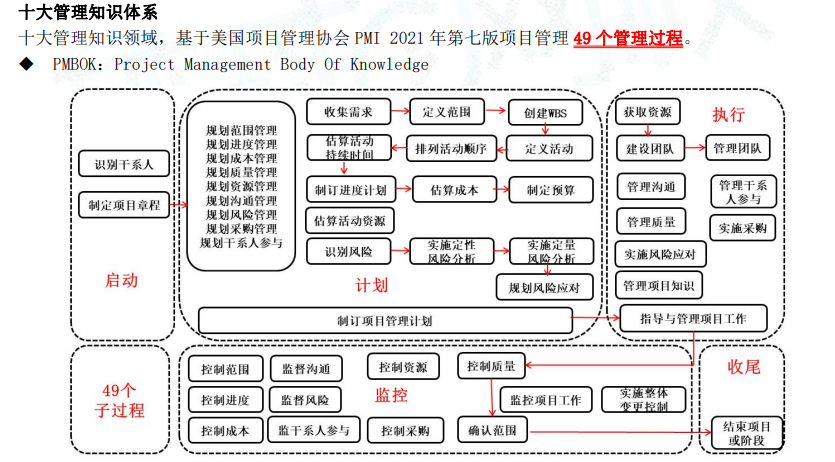 十大管理知识体系
十大管理知识领域，基于美国项目管理协会 PMI 2021 年第七版项目管理 49 个管理过程。
◆ PMBOK：Project Management Body Of Knowledge
识别干系人
制定项目章程
启动
规划范围管理
规划进度管理
规划成本管理
规划质量管理
规划资源管理
规划沟通管理
规划风险管理
规划采购管理
规划干系人参与
收集需求
定义范围
创建WBS
估算活动
持续时间
排列活动顺序
定义活动
制订进度计划
估算成本
制定预算
估算活动资源
识别风险
实施定性
风险分析
实施定量
风险分析
计划
规划风险应对
制订项目管理计划
获取资源
执行
建设团队
管理团队
管理沟通
管理干系
人参与
管理质量
实施采购
实施风险应对
管理项目知识
指导与管理项目工作
49个
子过程
控制范围
监督沟通
控制资源
控制质量
控制进度
监督风险
监控
监控项目工作
实施整体
变更控制
控制成本
监干系人参与
控制采购
确认范围
收尾
结束项目
或阶段